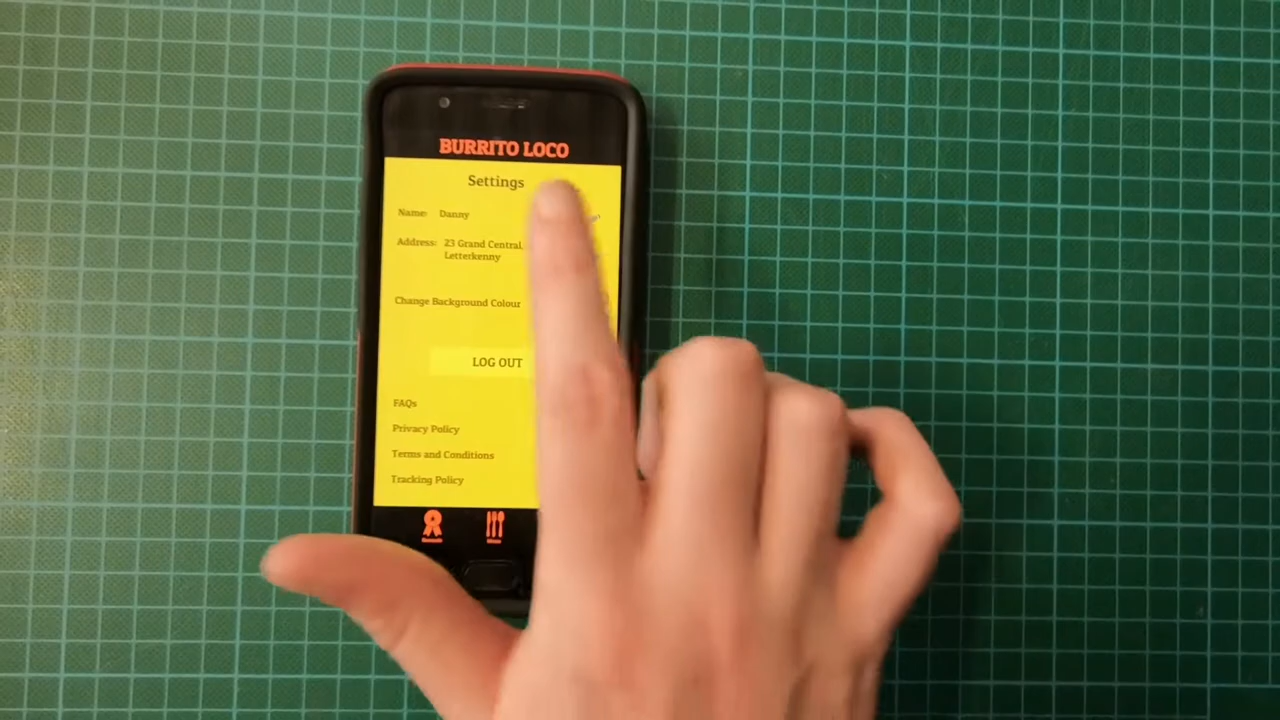 BURRITO LOCO
Settings
Name: Danny
Address: 23 Grand Central,
Letterkenny
Change Background Colour
LOG OUT
FAQs
Privacy Policy
Terms and Conditions
Tracking Policy